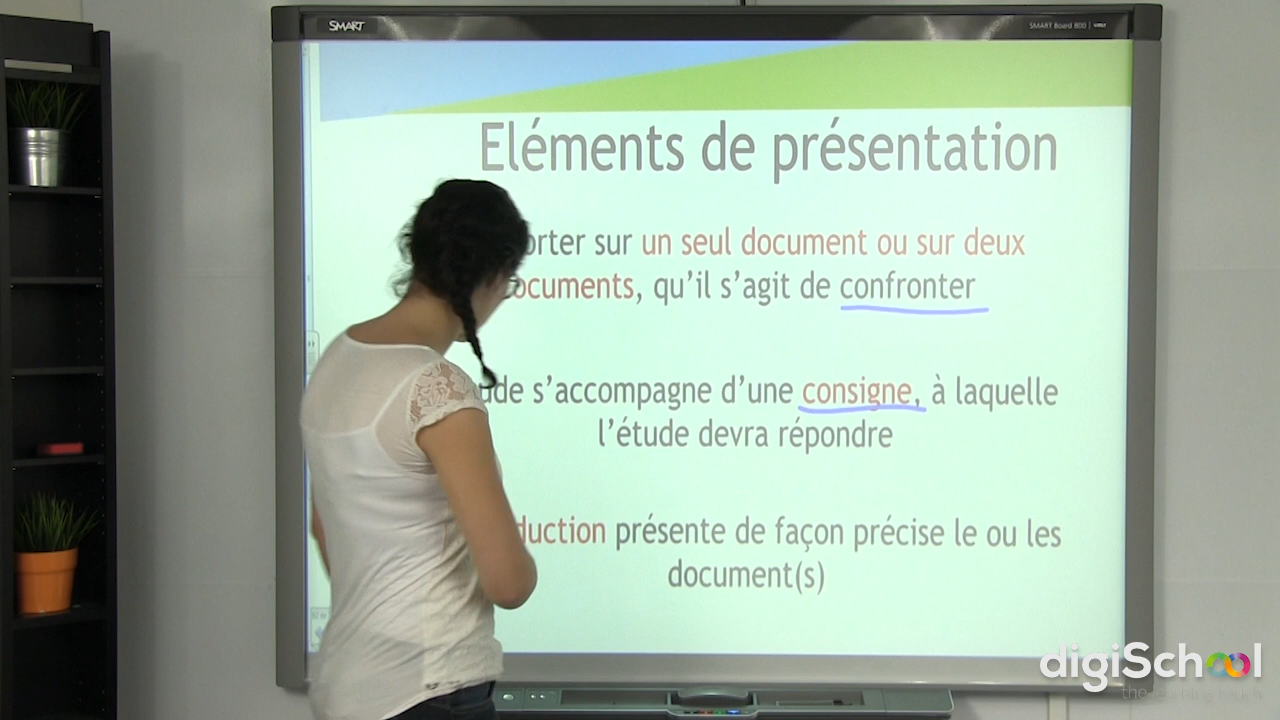 SMART
SMART Board 800
Eléments de présentation
orter sur un seul document ou sur deux
ocuments, qu'il s'agit de confronter
ude s'accompagne d'une consigne, à laquelle
l'étude devra répondre
duction présente de façon précise le ou les
document(s)
digiSchool